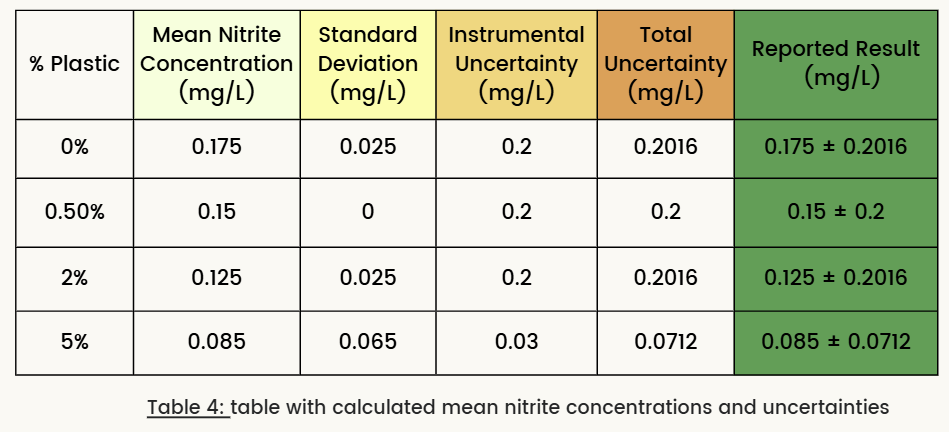 % Plastic | Mean Nitrite Concentration (mg/L) | Standard Deviation (mg/L) | Instrumental Uncertainty (mg/L) | Total Uncertainty (mg/L) | Reported Result (mg/L)
0% | 0.175 | 0.025 | 0.2 | 0.2016 | 0.175 ± 0.2016
0.50% | 0.15 | 0 | 0.2 | 0.2 | 0.15 ± 0.2
2% | 0.125 | 0.025 | 0.2 | 0.2016 | 0.125 ± 0.2016
5% | 0.085 | 0.065 | 0.03 | 0.0712 | 0.085 ± 0.0712
Table 4: table with calculated mean nitrite concentrations and uncertainties